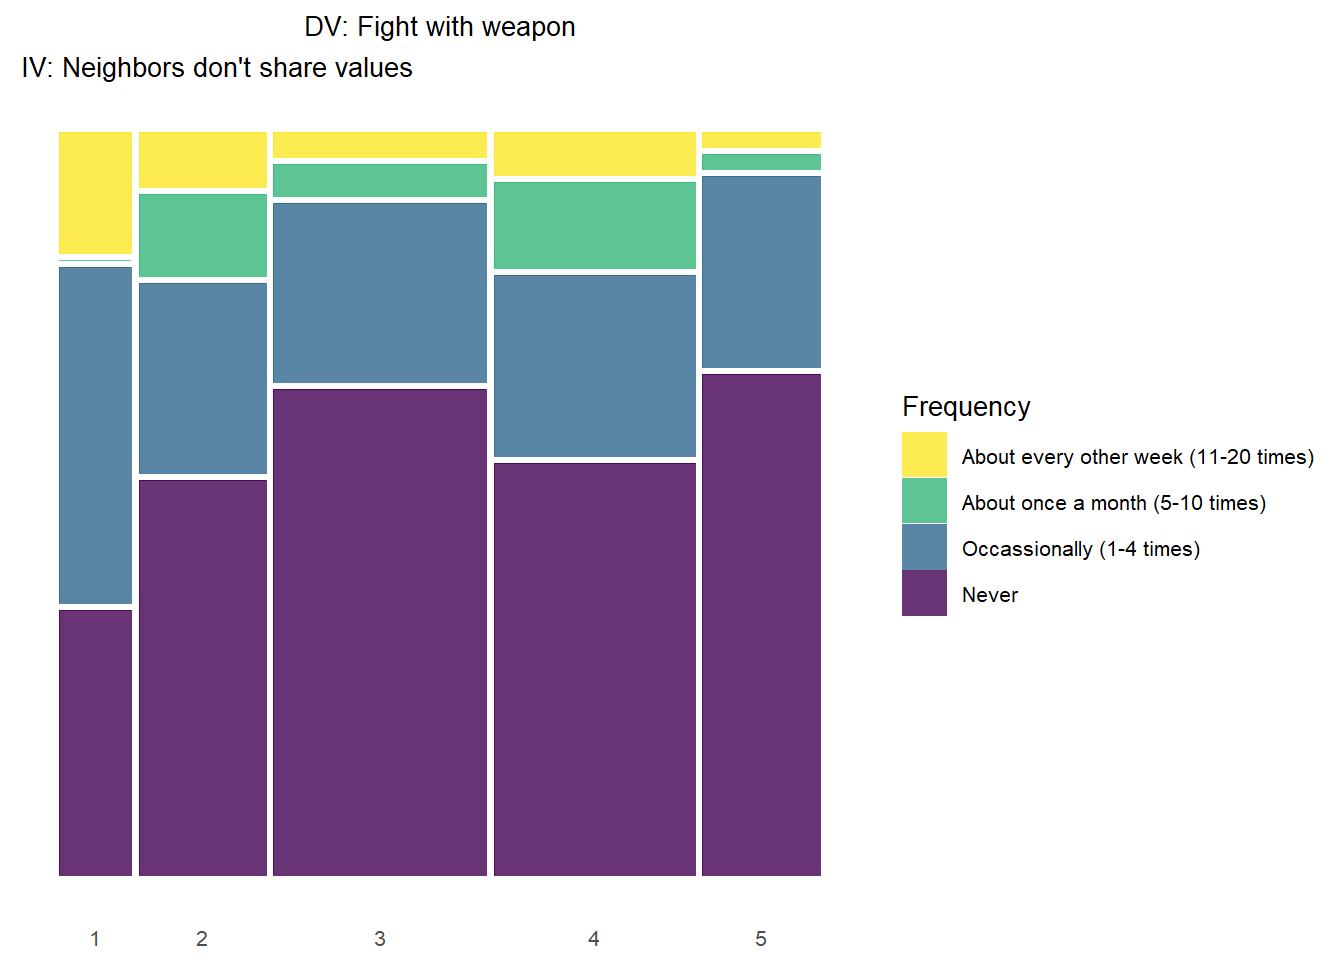 DV: Fight with weapon
IV: Neighbors don't share values
Frequency
About every other week (11-20 times)
About once a month (5-10 times)
Occassionally (1-4 times)
Never
1 2 3 4 5